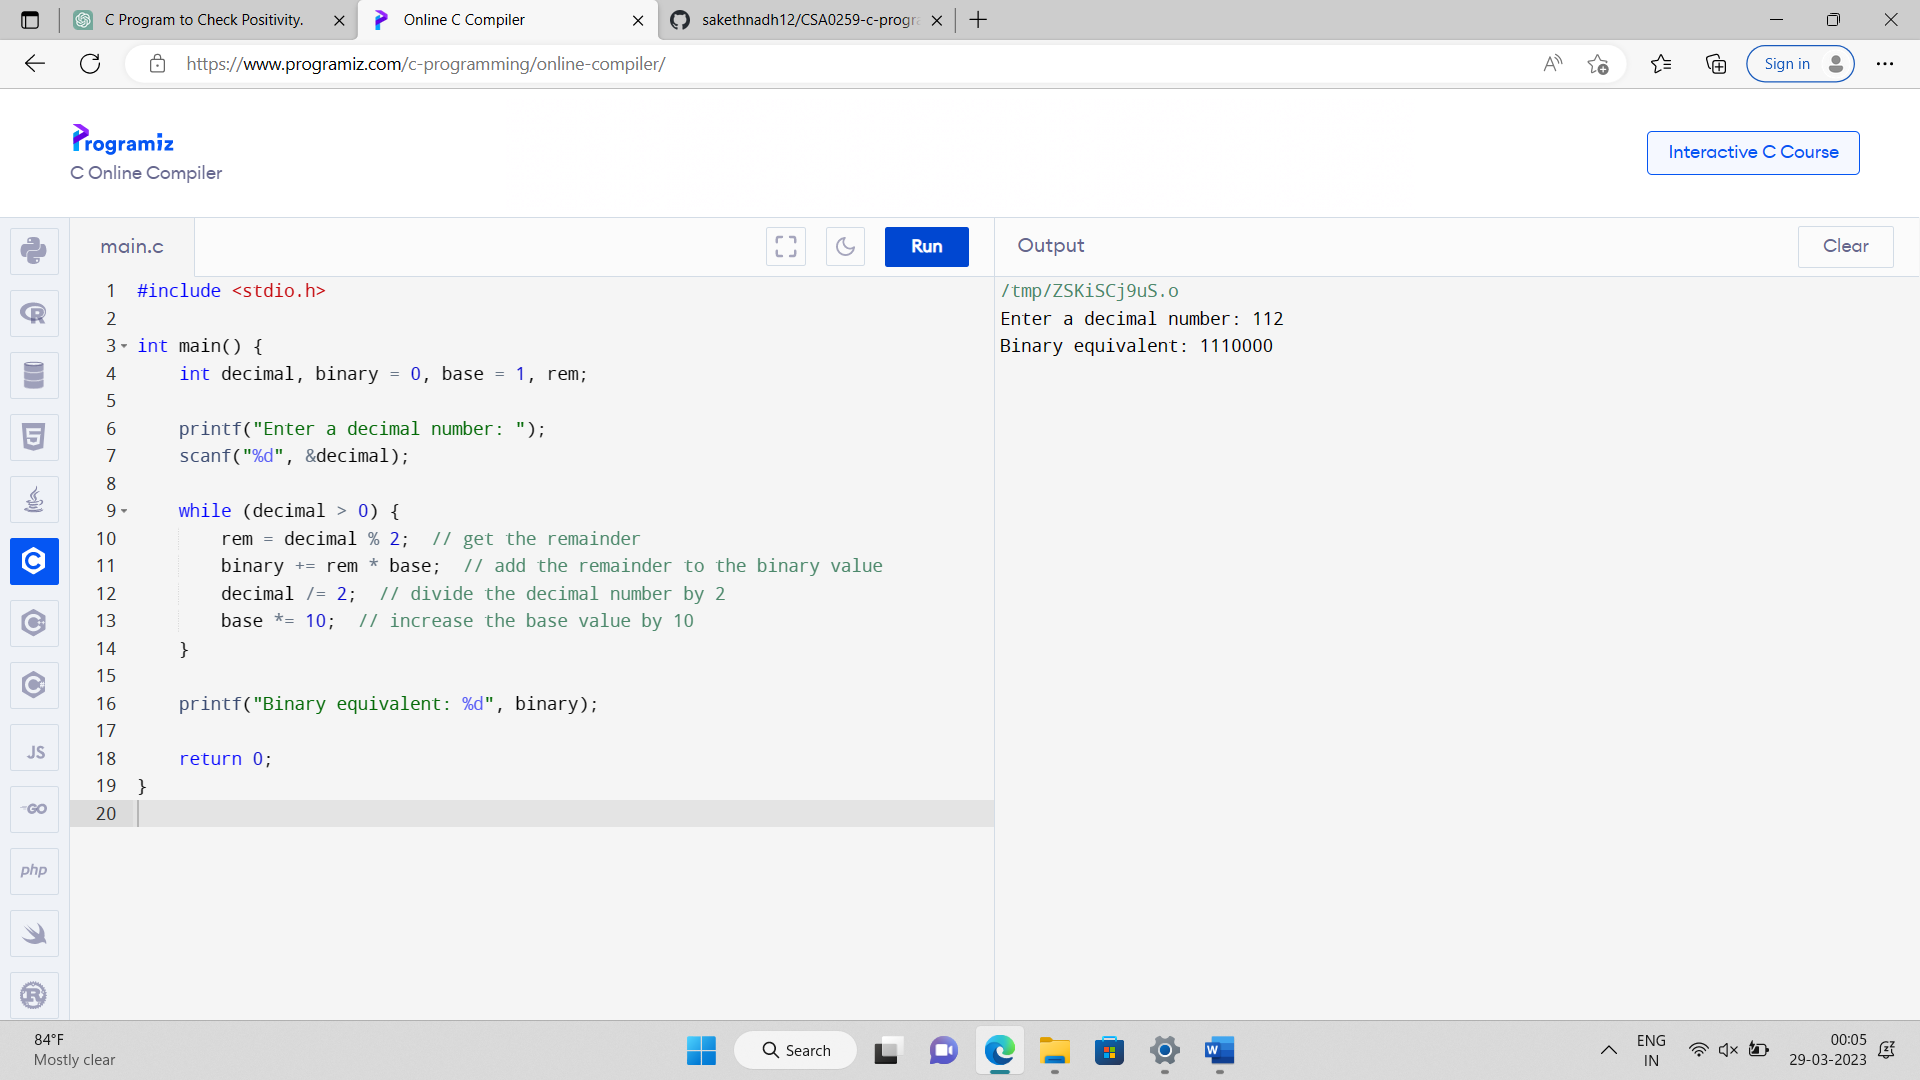 C Program to Check Positivity.
Online C Compiler
sakethnadh12/CSA0259-c-progra
https://www.programiz.com/c-programming/online-compiler/
Sign in
Programiz
C Online Compiler
Interactive C Course
main.c
Run
Output
Clear
1 #include <stdio.h>
2
3 int main() {
4 int decimal, binary = 0, base = 1, rem;
5
6 printf("Enter a decimal number: ");
7 scanf("%d", &decimal);
8
9 while (decimal > 0) {
10 rem = decimal % 2;  // get the remainder
11 binary += rem * base;  // add the remainder to the binary value
12 decimal /= 2;  // divide the decimal number by 2
13 base *= 10;  // increase the base value by 10
14 }
15
16 printf("Binary equivalent: %d", binary);
17
18 return 0;
19 }
20
/tmp/ZSKiSCj9uS.o
Enter a decimal number: 112
Binary equivalent: 1110000
JS
GO
php
84°F
Mostly clear
Search
ENG
IN
00:05
29-03-2023